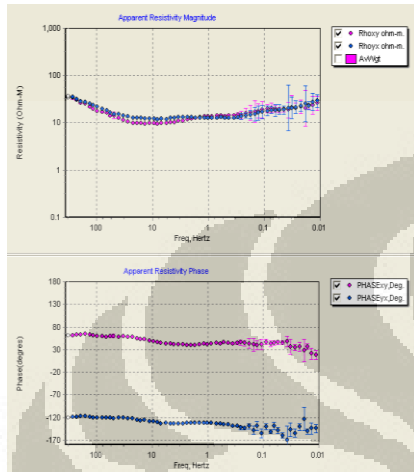 Apparent Resistivity Magnitude
Resistivity (Ohm-M)
1,000
100
10
1
0.1
100
10
1
0.1
0.01
Freq, Hertz
Rhoxy ohm-m.
Rhoyx ohm-m.
AvWgt
Apparent Resistivity Phase
Phase(degrees)
180
130
80
30
-20
-70
-120
-170
100
10
1
0.1
0.01
Freq, Hertz
PHASExy,Deg.
PHASEyx,Deg.